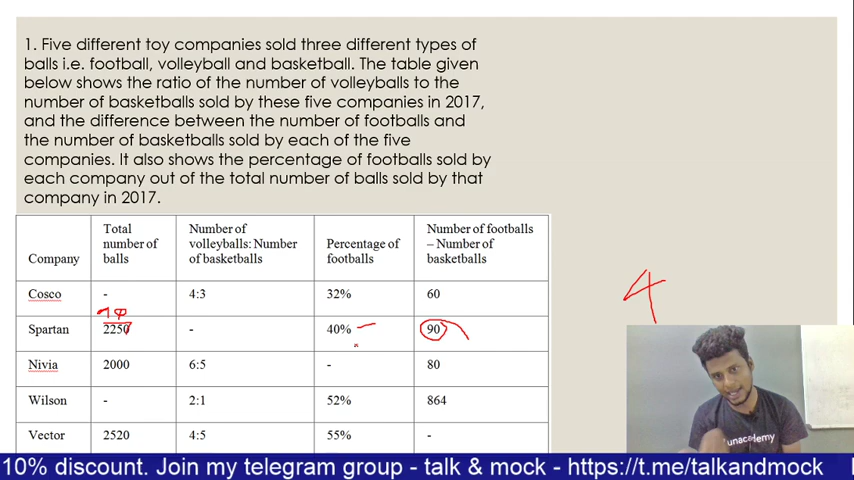 1. Five different toy companies sold three different types of
balls i.e. football, volleyball and basketball. The table given
below shows the ratio of the number of volleyballs to the
number of basketballs sold by these five companies in 2017,
and the difference between the number of footballs and
the number of basketballs sold by each of the five
companies. It also shows the percentage of footballs sold by
each company out of the total number of balls sold by that
company in 2017.
Company Total number of balls Number of volleyballs: Number of basketballs Percentage of footballs Number of footballs – Number of basketballs
Cosco - 4:3 32% 60
Spartan 2250 - 40% 90
Nivia 2000 6:5 - 80
Wilson - 2:1 52% 864
Vector 2520 4:5 55% -
4
unacademy
10% discount. Join my telegram group - talk & mock - https://t.me/talkandmock